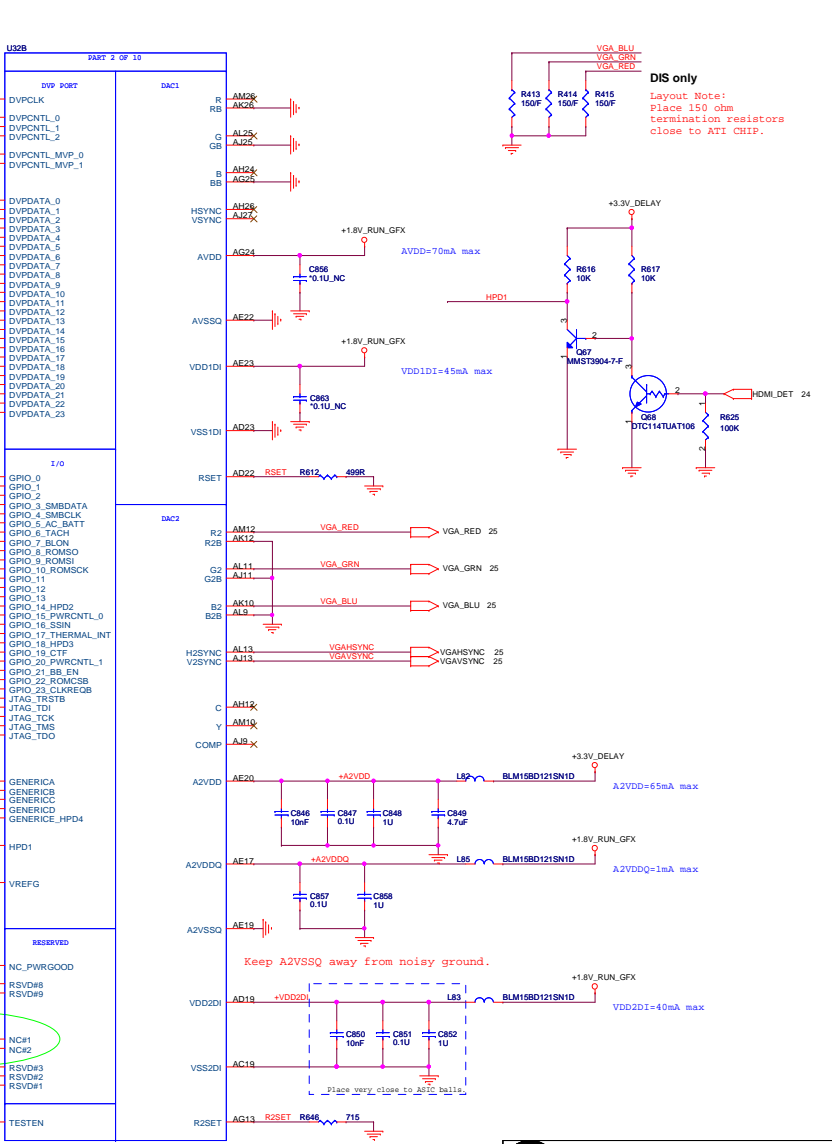 U32B
PART 2 OF 10
DVP PORT
DVPCLK
DVPCNTL_0
DVPCNTL_1
DVPCNTL_2
DVPCNTL_MVP_0
DVPCNTL_MVP_1
DVPDATA_0
DVPDATA_1
DVPDATA_2
DVPDATA_3
DVPDATA_4
DVPDATA_5
DVPDATA_6
DVPDATA_7
DVPDATA_8
DVPDATA_9
DVPDATA_10
DVPDATA_11
DVPDATA_12
DVPDATA_13
DVPDATA_14
DVPDATA_15
DVPDATA_16
DVPDATA_17
DVPDATA_18
DVPDATA_19
DVPDATA_20
DVPDATA_21
DVPDATA_22
DVPDATA_23
I/O
GPIO_0
GPIO_1
GPIO_2
GPIO_3_SMBDATA
GPIO_4_SMBCLK
GPIO_5_AC_BATT
GPIO_6_TACH
GPIO_7_BLON
GPIO_8_ROMSO
GPIO_9_ROMSI
GPIO_10_ROMSCK
GPIO_11
GPIO_12
GPIO_13
GPIO_14_HPD2
GPIO_15_PWRCNTL_0
GPIO_16_SSIN
GPIO_17_THERMAL_INT
GPIO_18_HPD3
GPIO_19_CTF
GPIO_20_PWRCNTL_1
GPIO_21_BB_EN
GPIO_22_ROMCSB
GPIO_23_CLKREQB
JTAG_TRSTB
JTAG_TDI
JTAG_TCK
JTAG_TMS
JTAG_TDO
GENERICA
GENERICB
GENERICC
GENERICD
GENERICE_HPD4
HPD1
VREFG
RESERVED
NC_PWRGOOD
RSVD#8
RSVD#9
NC#1
NC#2
RSVD#3
RSVD#2
RSVD#1
TESTEN
DAC1
R AM26
RB AK26
G AL25
GB AJ25
B AH24
BB AG25
HSYNC AH26
VSYNC AJ27
AVDD AG24
+1.8V_RUN_GFX
AVDD=70mA max
C856
*0.1U_NC
AVSSQ AE22
VDD1DI AE23
+1.8V_RUN_GFX
VDD1DI=45mA max
C863
*0.1U_NC
VSS1DI AD23
RSET AD22 RSET R612 499R
DAC2
R2 AM12 VGA_RED VGA_RED 25
R2B AK12
G2 AL11 VGA_GRN VGA_GRN 25
G2B AJ11
B2 AK10 VGA_BLU VGA_BLU 25
B2B AL9
H2SYNC AL13 VGAHSYNC VGAHSYNC 25
V2SYNC AJ13 VGAVSYNC VGAVSYNC 25
C AH12
Y AM10
COMP AJ9
+3.3V_DELAY
A2VDD AE20 +A2VDD L82 BLM15BD121SN1D
A2VDD=65mA max
C846
10nF
C847
0.1U
C848
1U
C849
4.7uF
+1.8V_RUN_GFX
A2VDDQ AE17 +A2VDDQ L85 BLM15BD121SN1D
A2VDDQ=1mA max
C857
0.1U
C858
1U
A2VSSQ AE19
Keep A2VSSQ away from noisy ground.
+1.8V_RUN_GFX
VDD2DI AD19 +VDD2DI L83 BLM15BD121SN1D
VDD2DI=40mA max
C850
10nF
C851
0.1U
C852
1U
VSS2DI AC19
Place very close to ASIC balls.
R2SET AG13 R2SET R646 715
VGA_BLU
VGA_GRN
VGA_RED
R413
150/F
R414
150/F
R415
150/F
DIS only
Layout Note:
Place 150 ohm
termination resistors
close to ATI CHIP.
+3.3V_DELAY
R616
10K
R617
10K
HPD1
3
2
1
Q67
MMST3904-7-F
3
2
1
Q68
DTC114TUAT106
HDMI_DET 24
1
R625
100K
2